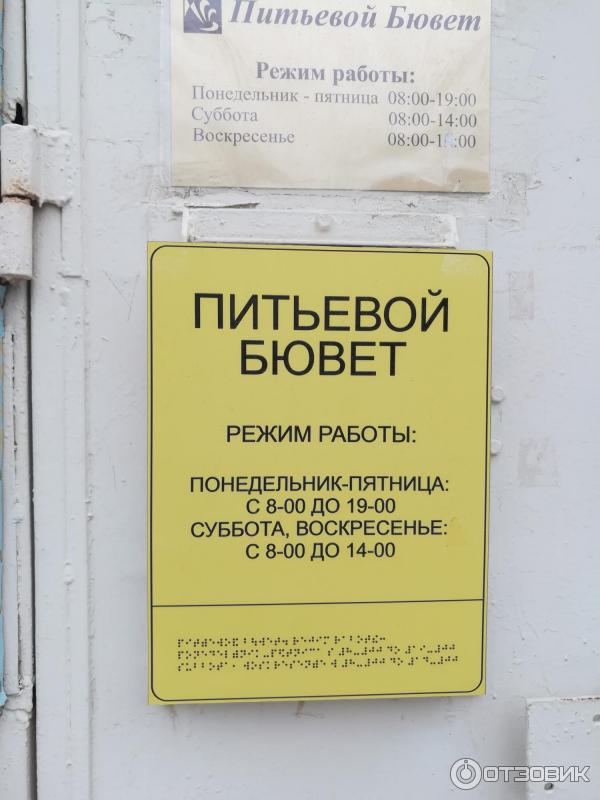 Питьевой Бювет
Режим работы:
Понедельник - пятница 08:00-19:00
Суббота 08:00-14:00
Воскресенье
ПИТЬЕВОЙ
БЮВЕТ
РЕЖИМ РАБОТЫ:
ПОНЕДЕЛЬНИК-ПЯТНИЦА:
С 8-00 ДО 19-00
СУББОТА, ВОСКРЕСЕНЬЕ:
С 8-00 ДО 14-00
ОТЗОВИК